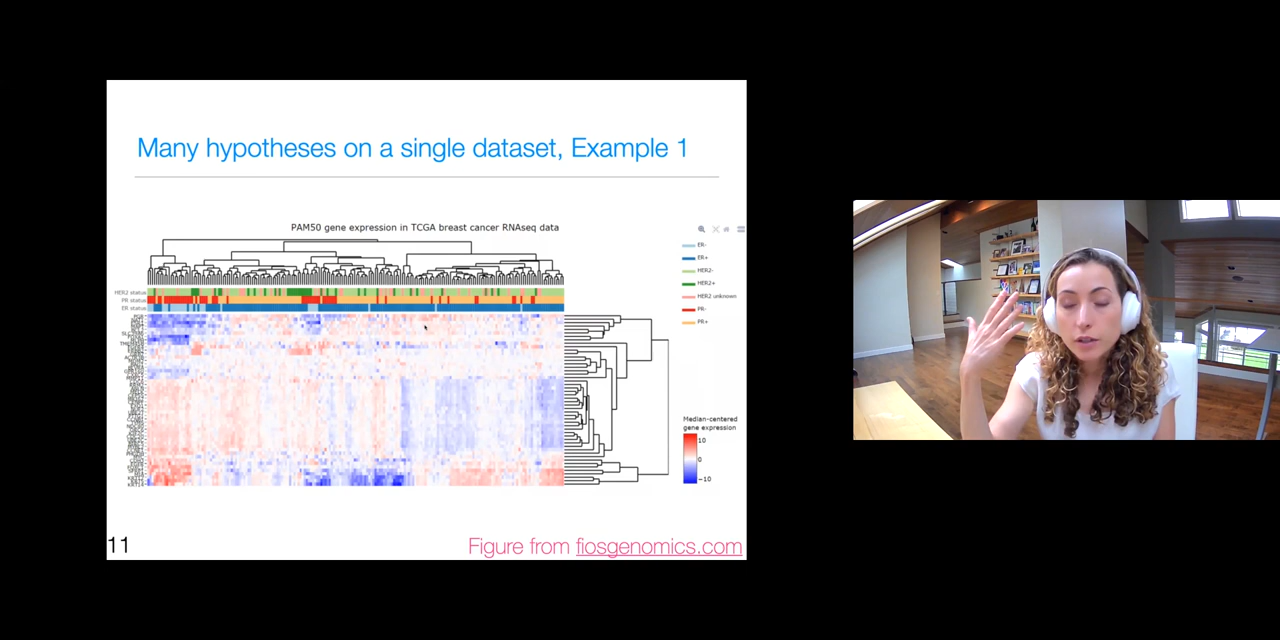 Many hypotheses on a single dataset, Example 1
PAM50 gene expression in TCGA breast cancer RNAseq data
ER-
ER+
HER2-
HER2+
HER2 unknown
PR-
PR+
HER2 status
PR status
ER status
Median-centered
gene expression
10
0
−10
11
Figure from fiosgenomics.com